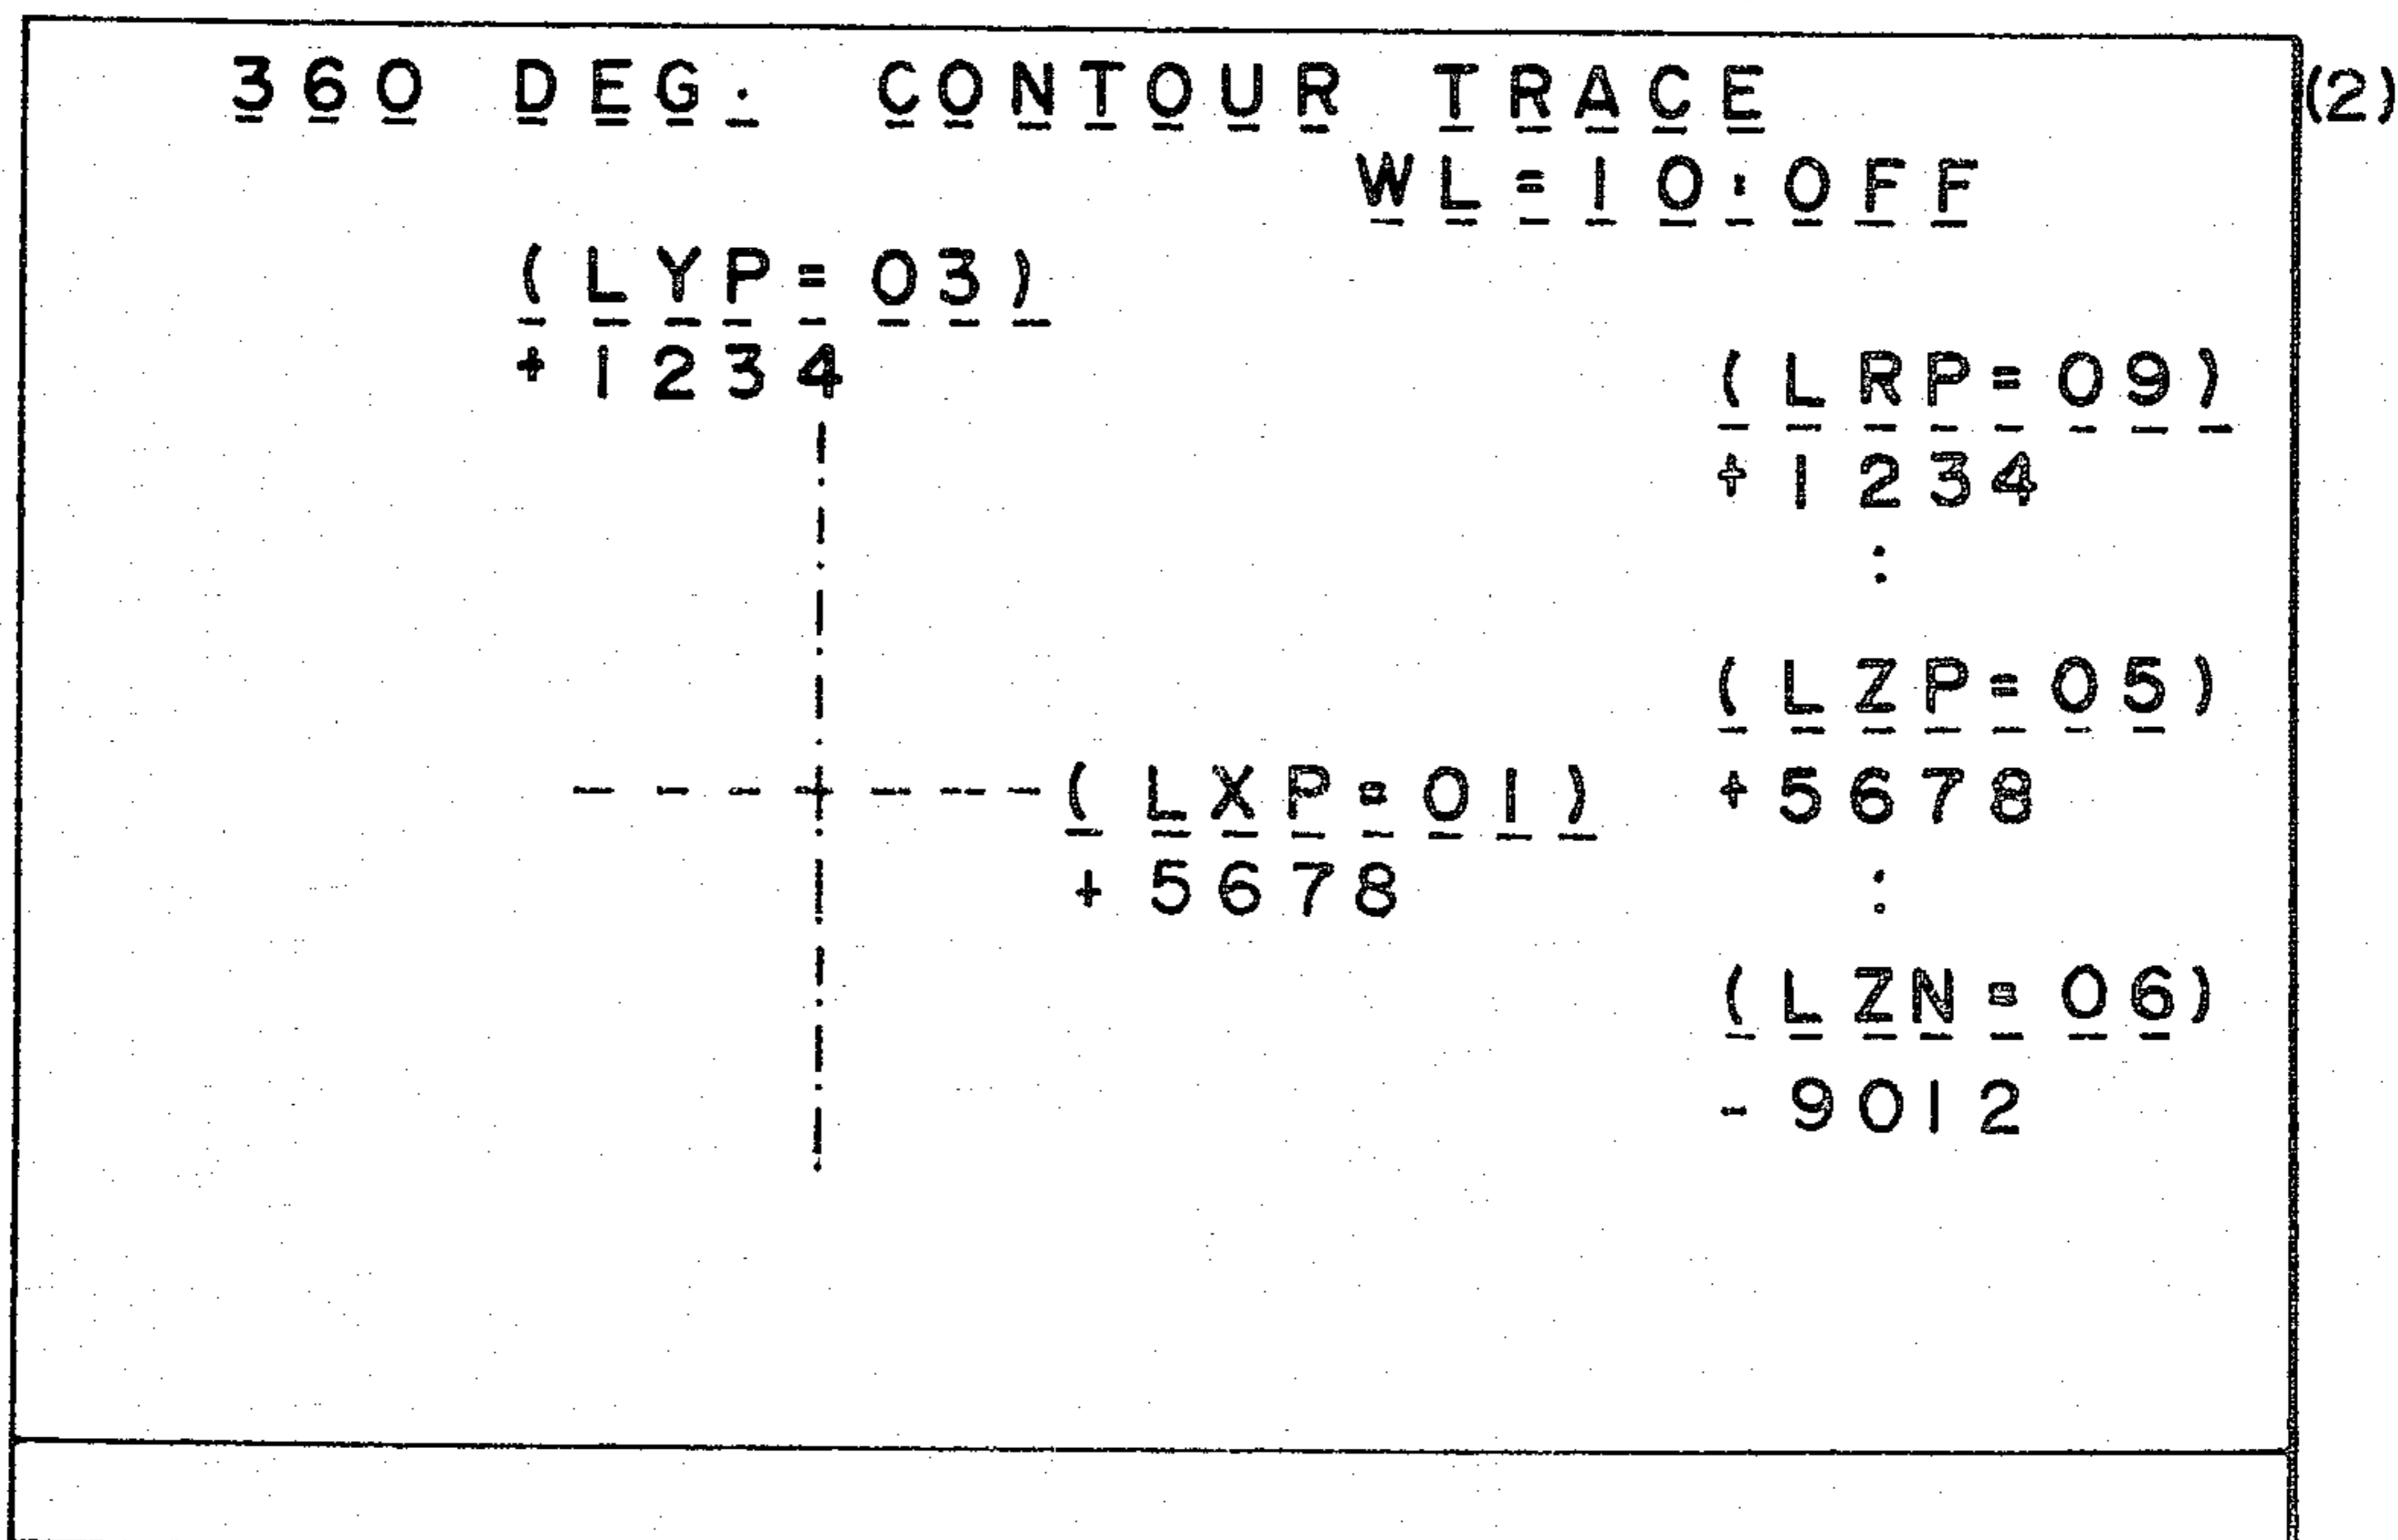 360 DEG. CONTOUR TRACE
(2)
WL=10:OFF
(LYP=03)
+1234
(LRP=09)
+1234
:
(LZP=05)
+5678
(LXP=01)
+5678
:
(LZN=06)
-9012